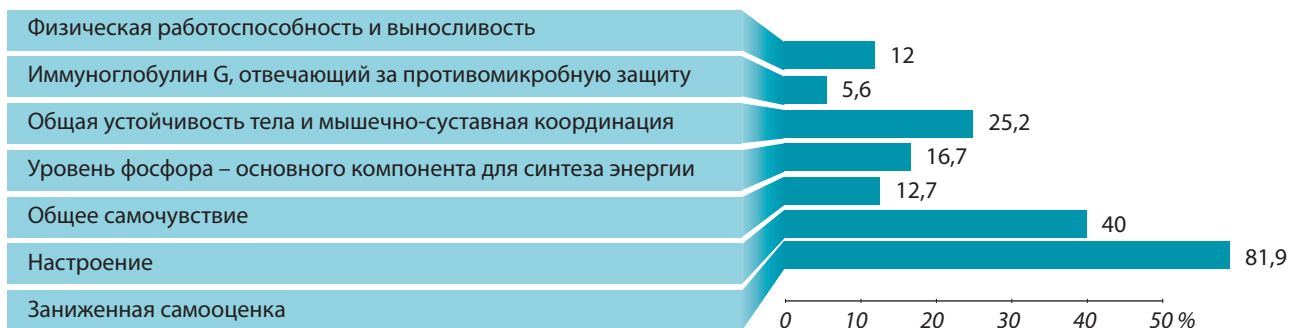 Физическая работоспособность и выносливость
12
Иммуноглобулин G, отвечающий за противомикробную защиту
5,6
Общая устойчивость тела и мышечно-суставная координация
25,2
Уровень фосфора – основного компонента для синтеза энергии
16,7
Общее самочувствие
12,7
Настроение
40
Заниженная самооценка
81,9
0 10 20 30 40 50 %